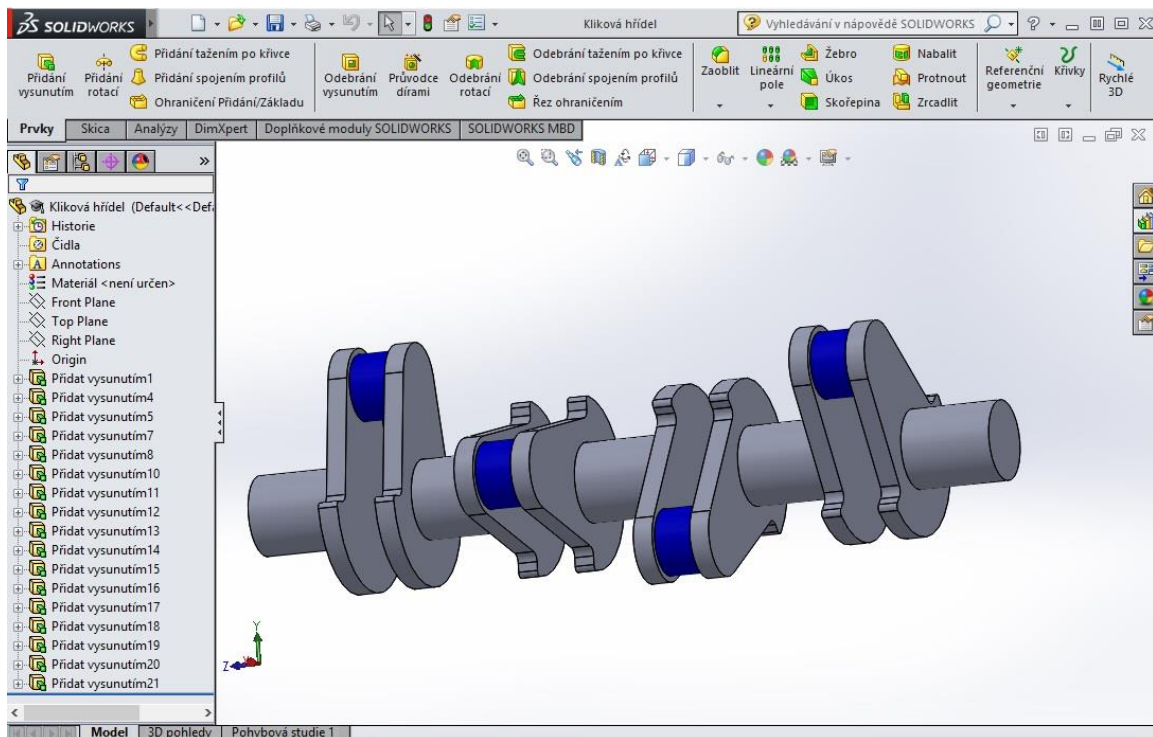 SOLIDWORKS
Kliková hřídel
Vyhledávání v nápovědě SOLIDWORKS
Přidání vysunutím
Přidání rotací
Přidání tažením po křivce
Přidání spojením profilů
Ohraničení Přidání/Základu
Odebrání vysunutím
Průvodce dírami
Odebrání rotací
Odebrání tažením po křivce
Odebrání spojením profilů
Řez ohraničením
Zaoblit
Lineární pole
Žebro
Úkos
Skořepina
Nabalit
Protnout
Zrcadlit
Referenční geometrie
Křivky
Rychlé 3D
Prvky
Skica
Analýzy
DimXpert
Doplňkové moduly SOLIDWORKS
SOLIDWORKS MBD
Kliková hřídel (Default<<Def
Historie
Čidla
Annotations
Materiál <není určen>
Front Plane
Top Plane
Right Plane
Origin
Přidat vysunutím1
Přidat vysunutím4
Přidat vysunutím5
Přidat vysunutím7
Přidat vysunutím8
Přidat vysunutím10
Přidat vysunutím11
Přidat vysunutím12
Přidat vysunutím13
Přidat vysunutím14
Přidat vysunutím15
Přidat vysunutím16
Přidat vysunutím17
Přidat vysunutím18
Přidat vysunutím19
Přidat vysunutím20
Přidat vysunutím21
Y
Z
Model
3D pohledy
Pohybová studie 1